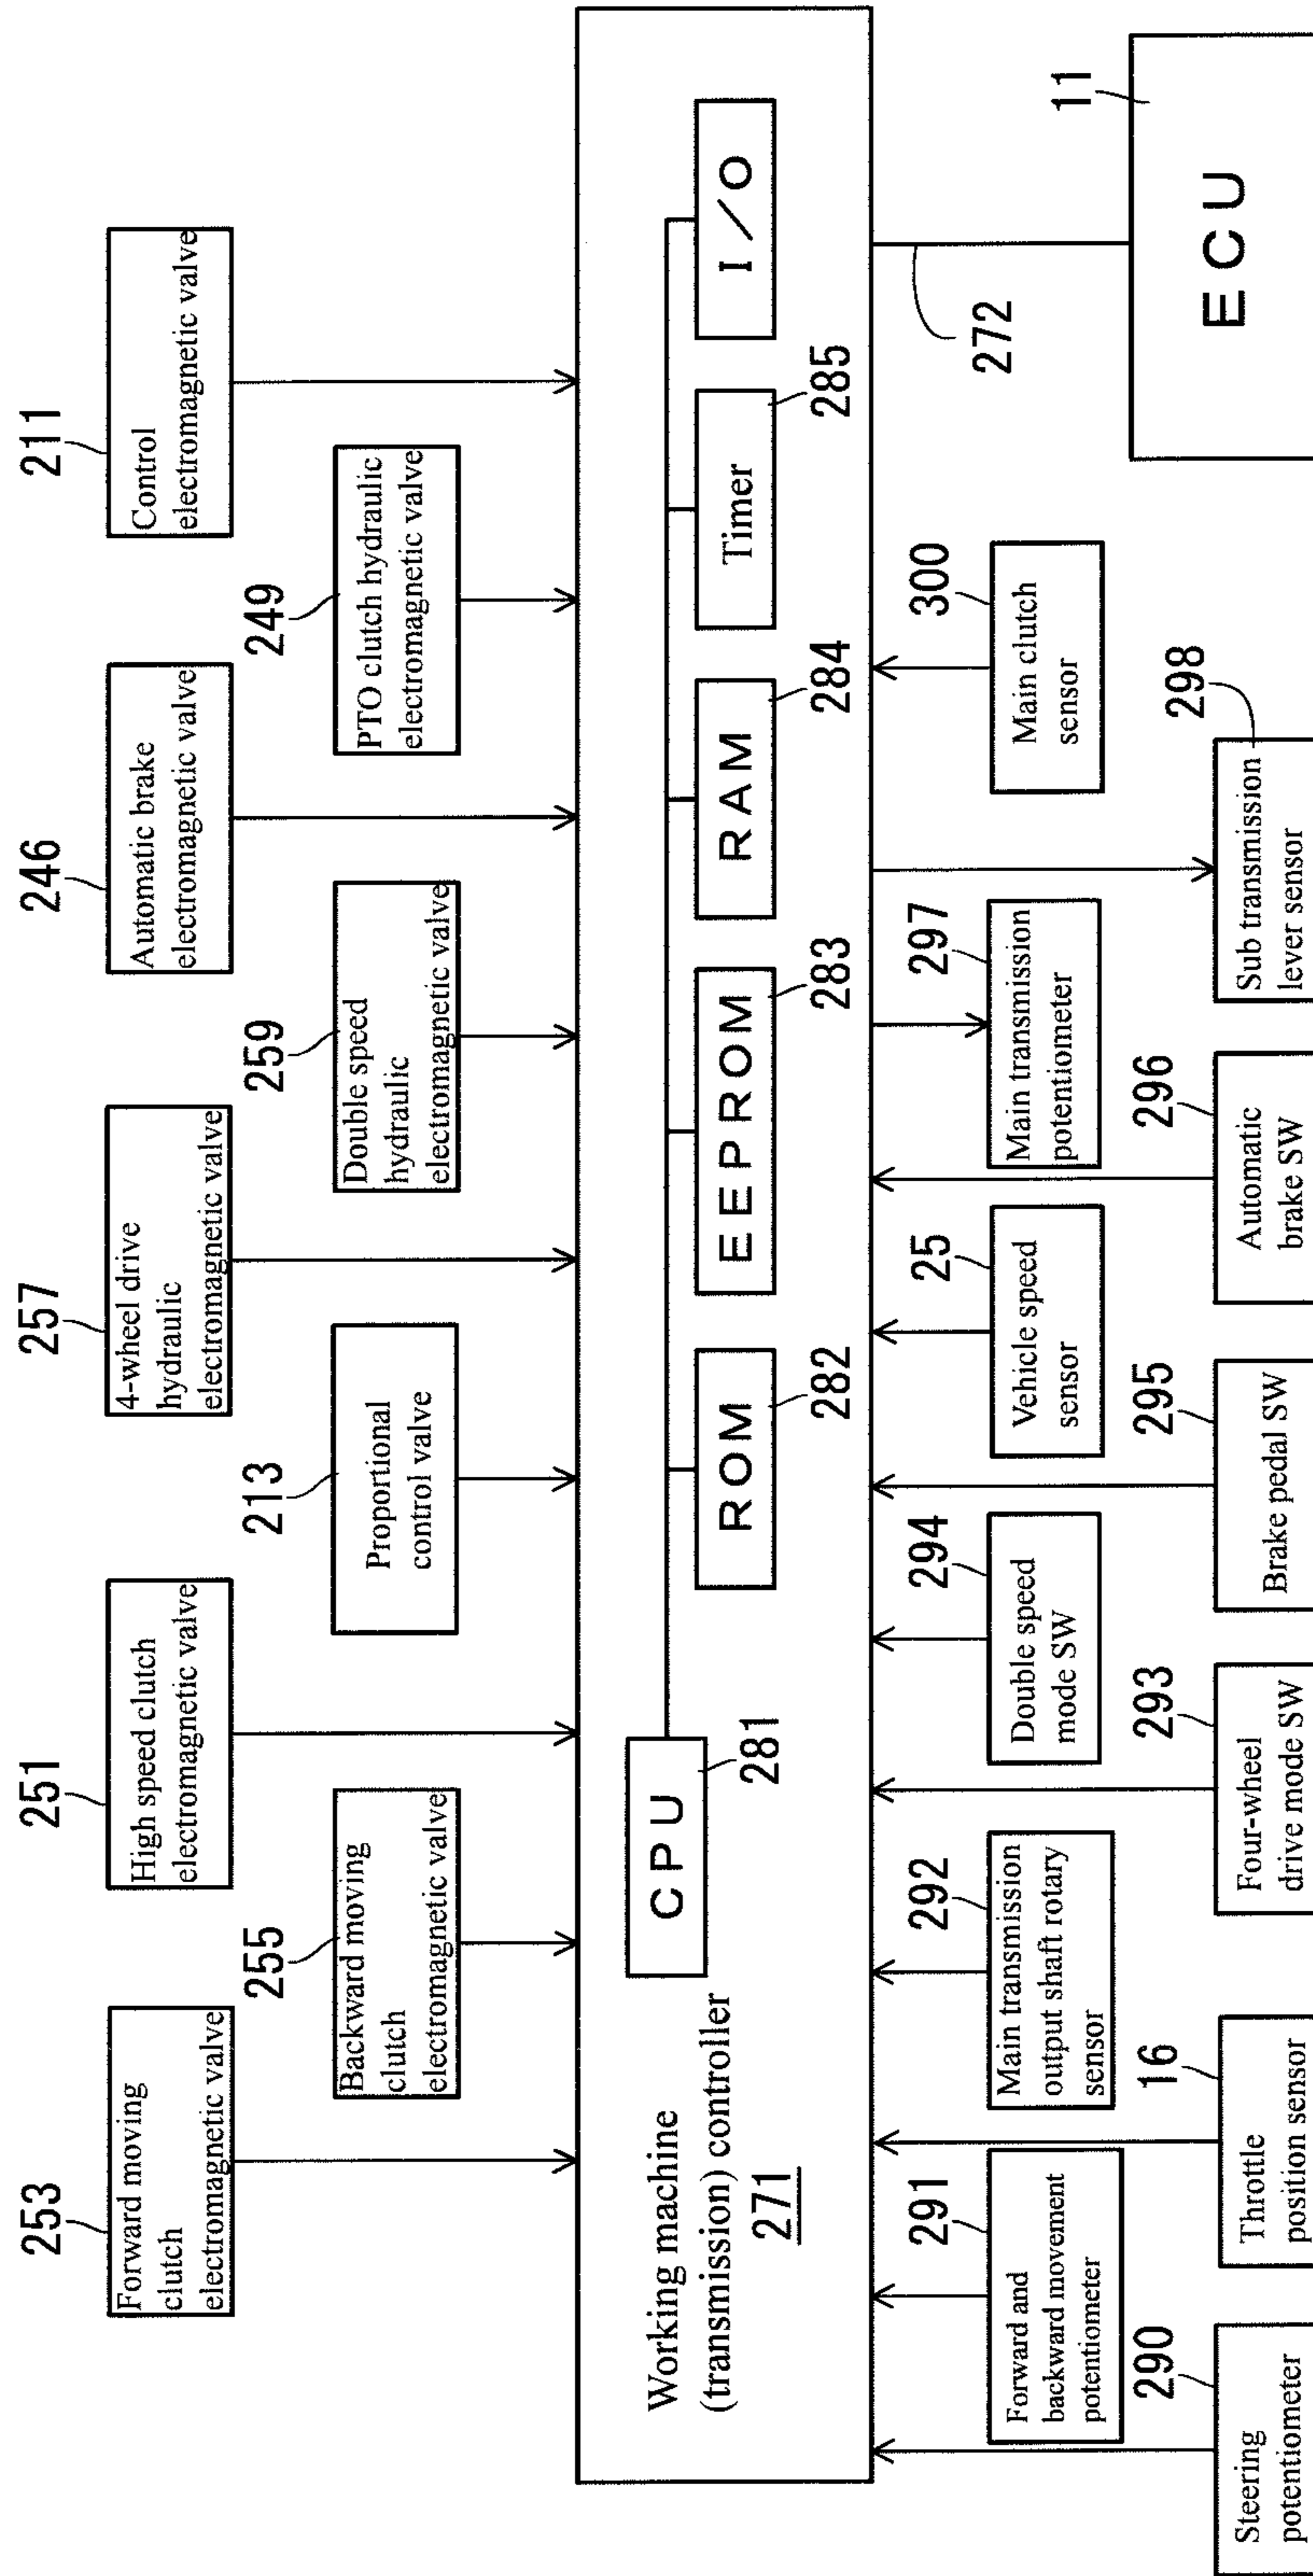 253
Forward moving
clutch
electromagnetic valve
251
High speed clutch
electromagnetic valve
257
4-wheel drive
hydraulic
electromagnetic valve
246
Automatic brake
electromagnetic valve
211
Control
electromagnetic valve
255
Backward moving
clutch
electromagnetic valve
213
Proportional
control valve
259
Double speed
hydraulic
electromagnetic valve
249
PTO clutch hydraulic
electromagnetic valve
Working machine
(transmission) controller
271
CPU
281
ROM
282
EEPROM
283
RAM
284
Timer
285
I/O
291
Forward and
backward movement
potentiometer
292
Main transmission
output shaft rotary
sensor
294
Double speed
mode SW
25
Vehicle speed
sensor
297
Main transmission
potentiometer
300
Main clutch
sensor
272
11
ECU
290
Steering
potentiometer
16
Throttle
position sensor
293
Four-wheel
drive mode SW
295
Brake pedal SW
296
Automatic
brake SW
298
Sub transmission
lever sensor